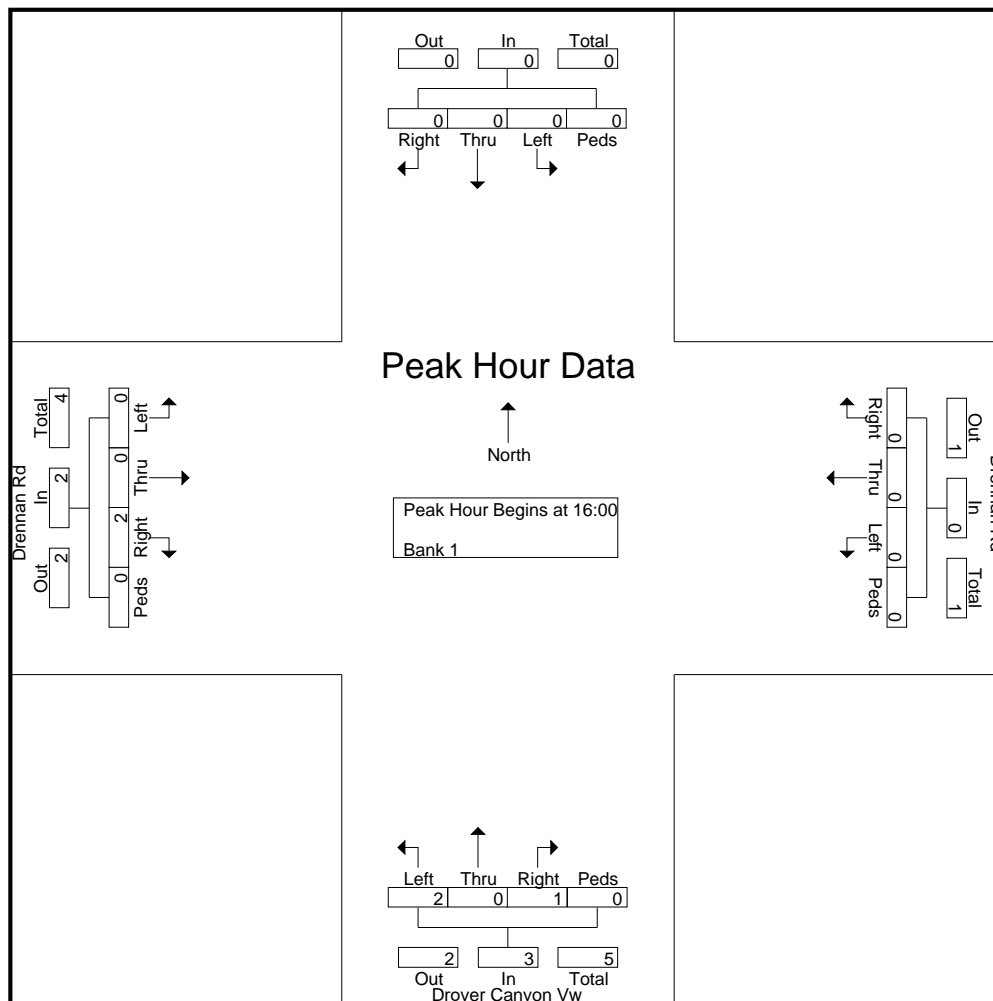 Out In Total
0 0 0
0 0 0 0
Right Thru Left Peds
Peak Hour Data
North
Peak Hour Begins at 16:00
Bank 1
Drennan Rd
Total In Out
4 2 2
0 0 2 0
Left Thru Right Peds
Right Thru Left Peds
0 0 0 0
Out In Total
1 0 1
Left Thru Right Peds
2 0 1 0
2 3 5
Out In Total
Drover Canyon Vw